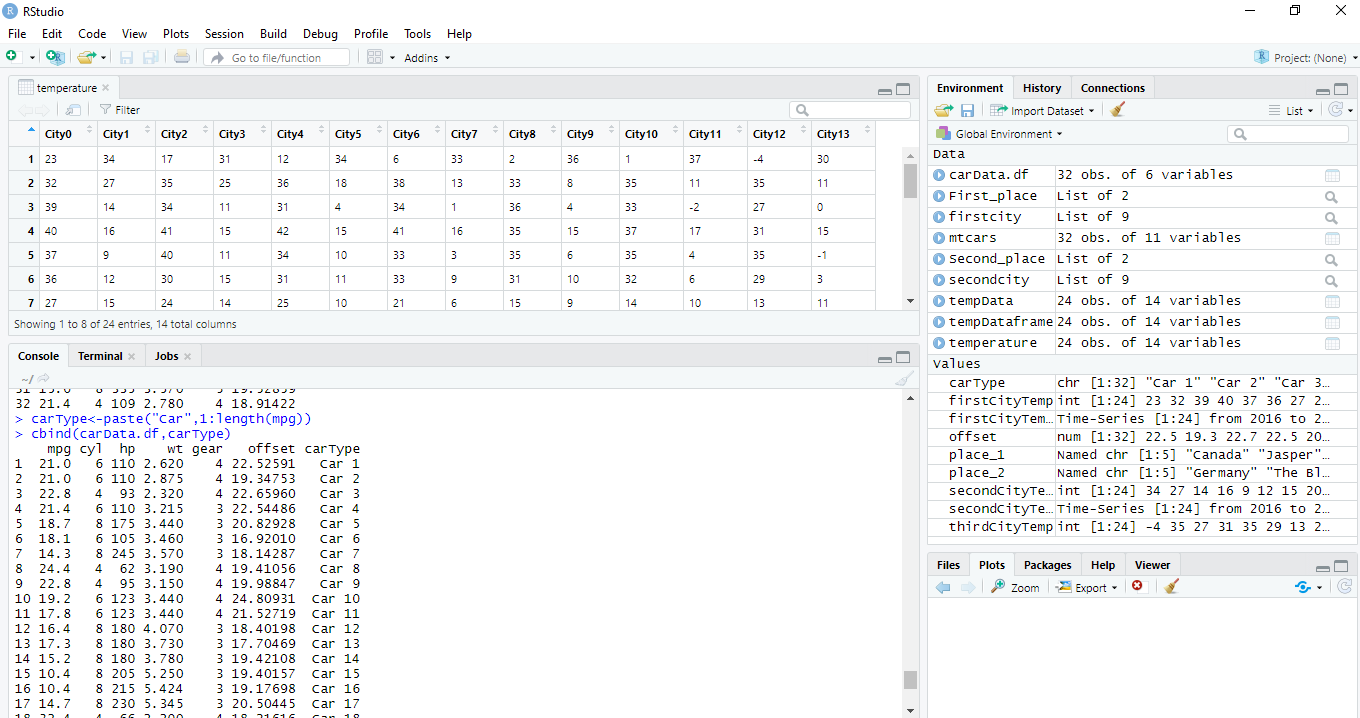 RStudio
File Edit Code View Plots Session Build Debug Profile Tools Help
Go to file/function Addins Project: (None)
temperature
Filter
City0 City1 City2 City3 City4 City5 City6 City7 City8 City9 City10 City11 City12 City13
1 23 34 17 31 12 34 6 33 2 36 1 37 -4 30
2 32 27 35 25 36 18 38 13 33 8 35 11 35 11
3 39 14 34 11 31 4 34 1 36 4 33 -2 27 0
4 40 16 41 15 42 15 41 16 35 15 37 17 31 15
5 37 9 40 11 34 10 33 3 35 6 35 4 35 -1
6 36 12 30 15 31 11 33 9 31 10 32 6 29 3
7 27 15 24 14 25 10 21 6 15 9 14 10 13 11
Showing 1 to 8 of 24 entries, 14 total columns
Console Terminal Jobs
~/
32 21.4 4 109 2.780 4 18.91422
> carType<-paste("Car",1:length(mpg))
> cbind(carData.df,carType)
mpg cyl hp wt gear offset carType
1 21.0 6 110 2.620 4 22.52591 Car 1
2 21.0 6 110 2.875 4 19.34753 Car 2
3 22.8 4 93 2.320 4 22.65960 Car 3
4 21.4 6 110 3.215 3 22.54486 Car 4
5 18.7 8 175 3.440 3 20.82928 Car 5
6 18.1 6 105 3.460 3 16.92010 Car 6
7 14.3 8 245 3.570 3 18.14287 Car 7
8 24.4 4 62 3.190 4 19.41056 Car 8
9 22.8 4 95 3.150 4 19.98847 Car 9
10 19.2 6 123 3.440 4 24.80931 Car 10
11 17.8 6 123 3.440 4 21.52719 Car 11
12 16.4 8 180 4.070 3 18.40198 Car 12
13 17.3 8 180 3.730 3 17.70469 Car 13
14 15.2 8 180 3.780 3 19.42108 Car 14
15 10.4 8 205 5.250 3 19.40157 Car 15
16 10.4 8 215 5.424 3 19.17698 Car 16
17 14.7 8 230 5.345 3 20.50445 Car 17
Environment History Connections
Import Dataset List
Global Environment
Data
carData.df 32 obs. of 6 variables
First_place List of 2
firstcity List of 9
mtcars 32 obs. of 11 variables
Second_place List of 2
secondcity List of 9
tempData 24 obs. of 14 variables
tempDataframe 24 obs. of 14 variables
temperature 24 obs. of 14 variables
Values
carType chr [1:32] "Car 1" "Car 2" "Car 3…
firstCityTemp int [1:24] 23 32 39 40 37 36 27 2…
firstCityTem… Time-Series [1:24] from 2016 to 2…
offset num [1:32] 22.5 19.3 22.7 22.5 20…
place_1 Named chr [1:5] "Canada" "Jasper"…
place_2 Named chr [1:5] "Germany" "The Bl…
secondCityTe… int [1:24] 34 27 14 16 9 12 15 20…
secondCityTe… Time-Series [1:24] from 2016 to 2…
thirdCityTemp int [1:24] -4 35 27 31 35 29 13 2…
Files Plots Packages Help Viewer
Zoom Export